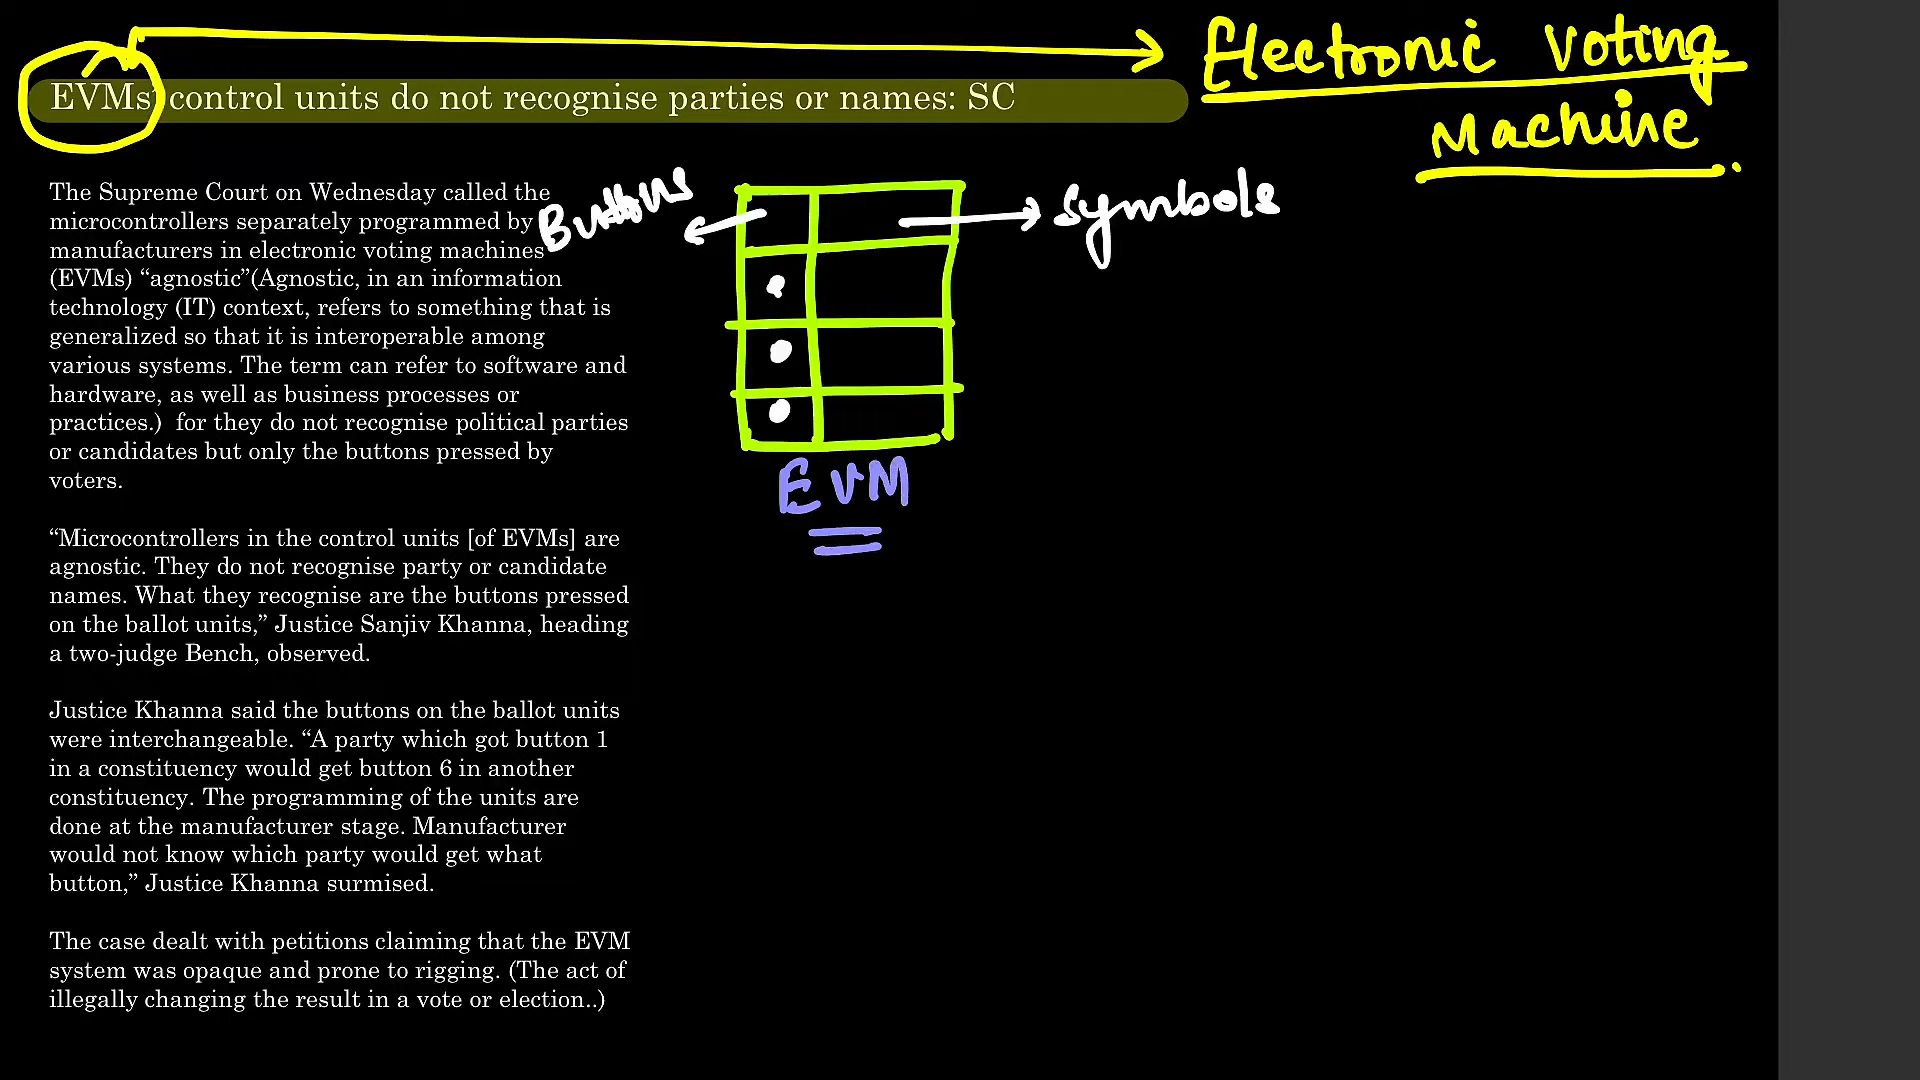 Electronic Voting
Machine
EVMs' control units do not recognise parties or names: SC
The Supreme Court on Wednesday called the
microcontrollers separately programmed by
manufacturers in electronic voting machines
(EVMs) “agnostic”(Agnostic, in an information
technology (IT) context, refers to something that is
generalized so that it is interoperable among
various systems. The term can refer to software and
hardware, as well as business processes or
practices.)  for they do not recognise political parties
or candidates but only the buttons pressed by
voters.
“Microcontrollers in the control units [of EVMs] are
agnostic. They do not recognise party or candidate
names. What they recognise are the buttons pressed
on the ballot units,” Justice Sanjiv Khanna, heading
a two-judge Bench, observed.
Justice Khanna said the buttons on the ballot units
were interchangeable. “A party which got button 1
in a constituency would get button 6 in another
constituency. The programming of the units are
done at the manufacturer stage. Manufacturer
would not know which party would get what
button,” Justice Khanna surmised.
The case dealt with petitions claiming that the EVM
system was opaque and prone to rigging. (The act of
illegally changing the result in a vote or election..)
Buttons
Symbols
EVM